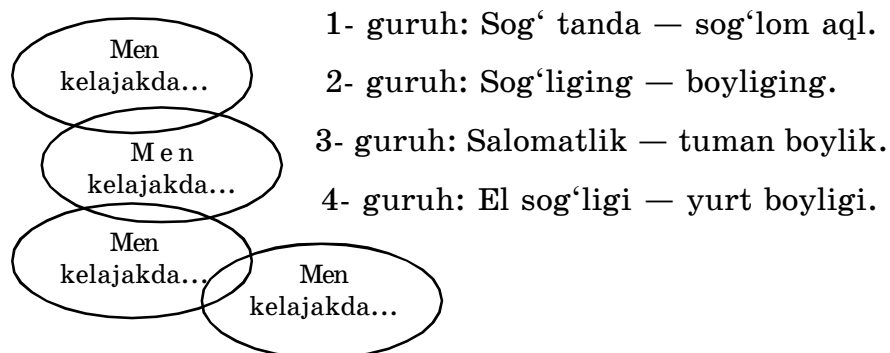 Men
kelajakda...
Men
kelajakda...
Men
kelajakda...
Men
kelajakda...
1- guruh: Sog‘ tanda — sog‘lom aql.
2- guruh: Sog‘liging — boyliging.
3- guruh: Salomatlik — tuman boylik.
4- guruh: El sog‘ligi — yurt boyligi.